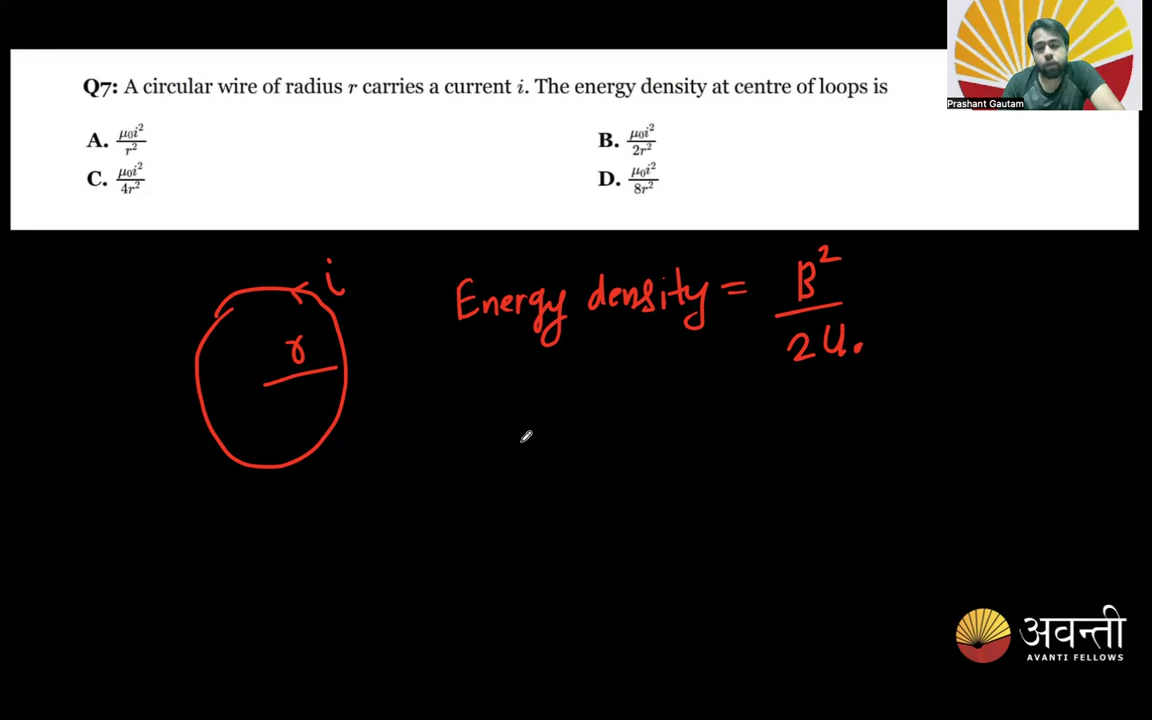 Q7: A circular wire of radius r carries a current i. The energy density at centre of loops is
A. μ₀i²/r²
B. μ₀i²/2r²
C. μ₀i²/4r²
D. μ₀i²/8r²
Prashant Gautam
i
r
Energy density = B²/2μ₀
अवन्ती
AVANTI FELLOWS